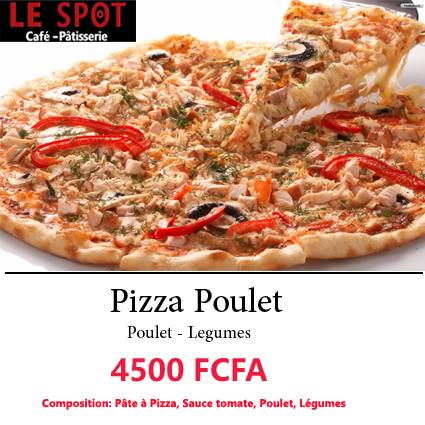 LE SPOT
Café -Pâtisserie
Pizza Poulet
Poulet - Legumes
4500 FCFA
Composition: Pâte à Pizza, Sauce tomate, Poulet, Légumes